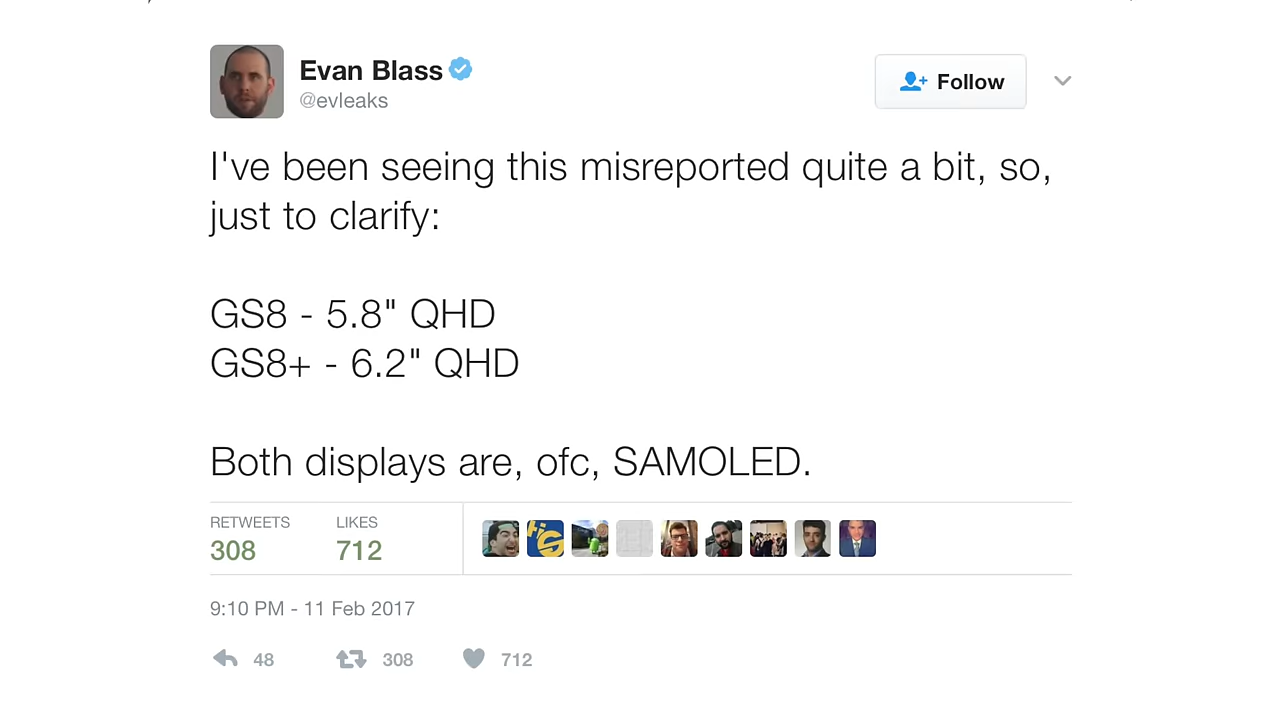 Evan Blass
@evleaks
Follow
I've been seeing this misreported quite a bit, so,
just to clarify:
GS8 - 5.8" QHD
GS8+ - 6.2" QHD
Both displays are, ofc, SAMOLED.
RETWEETS
LIKES
308
712
9:10 PM - 11 Feb 2017
48
308
712